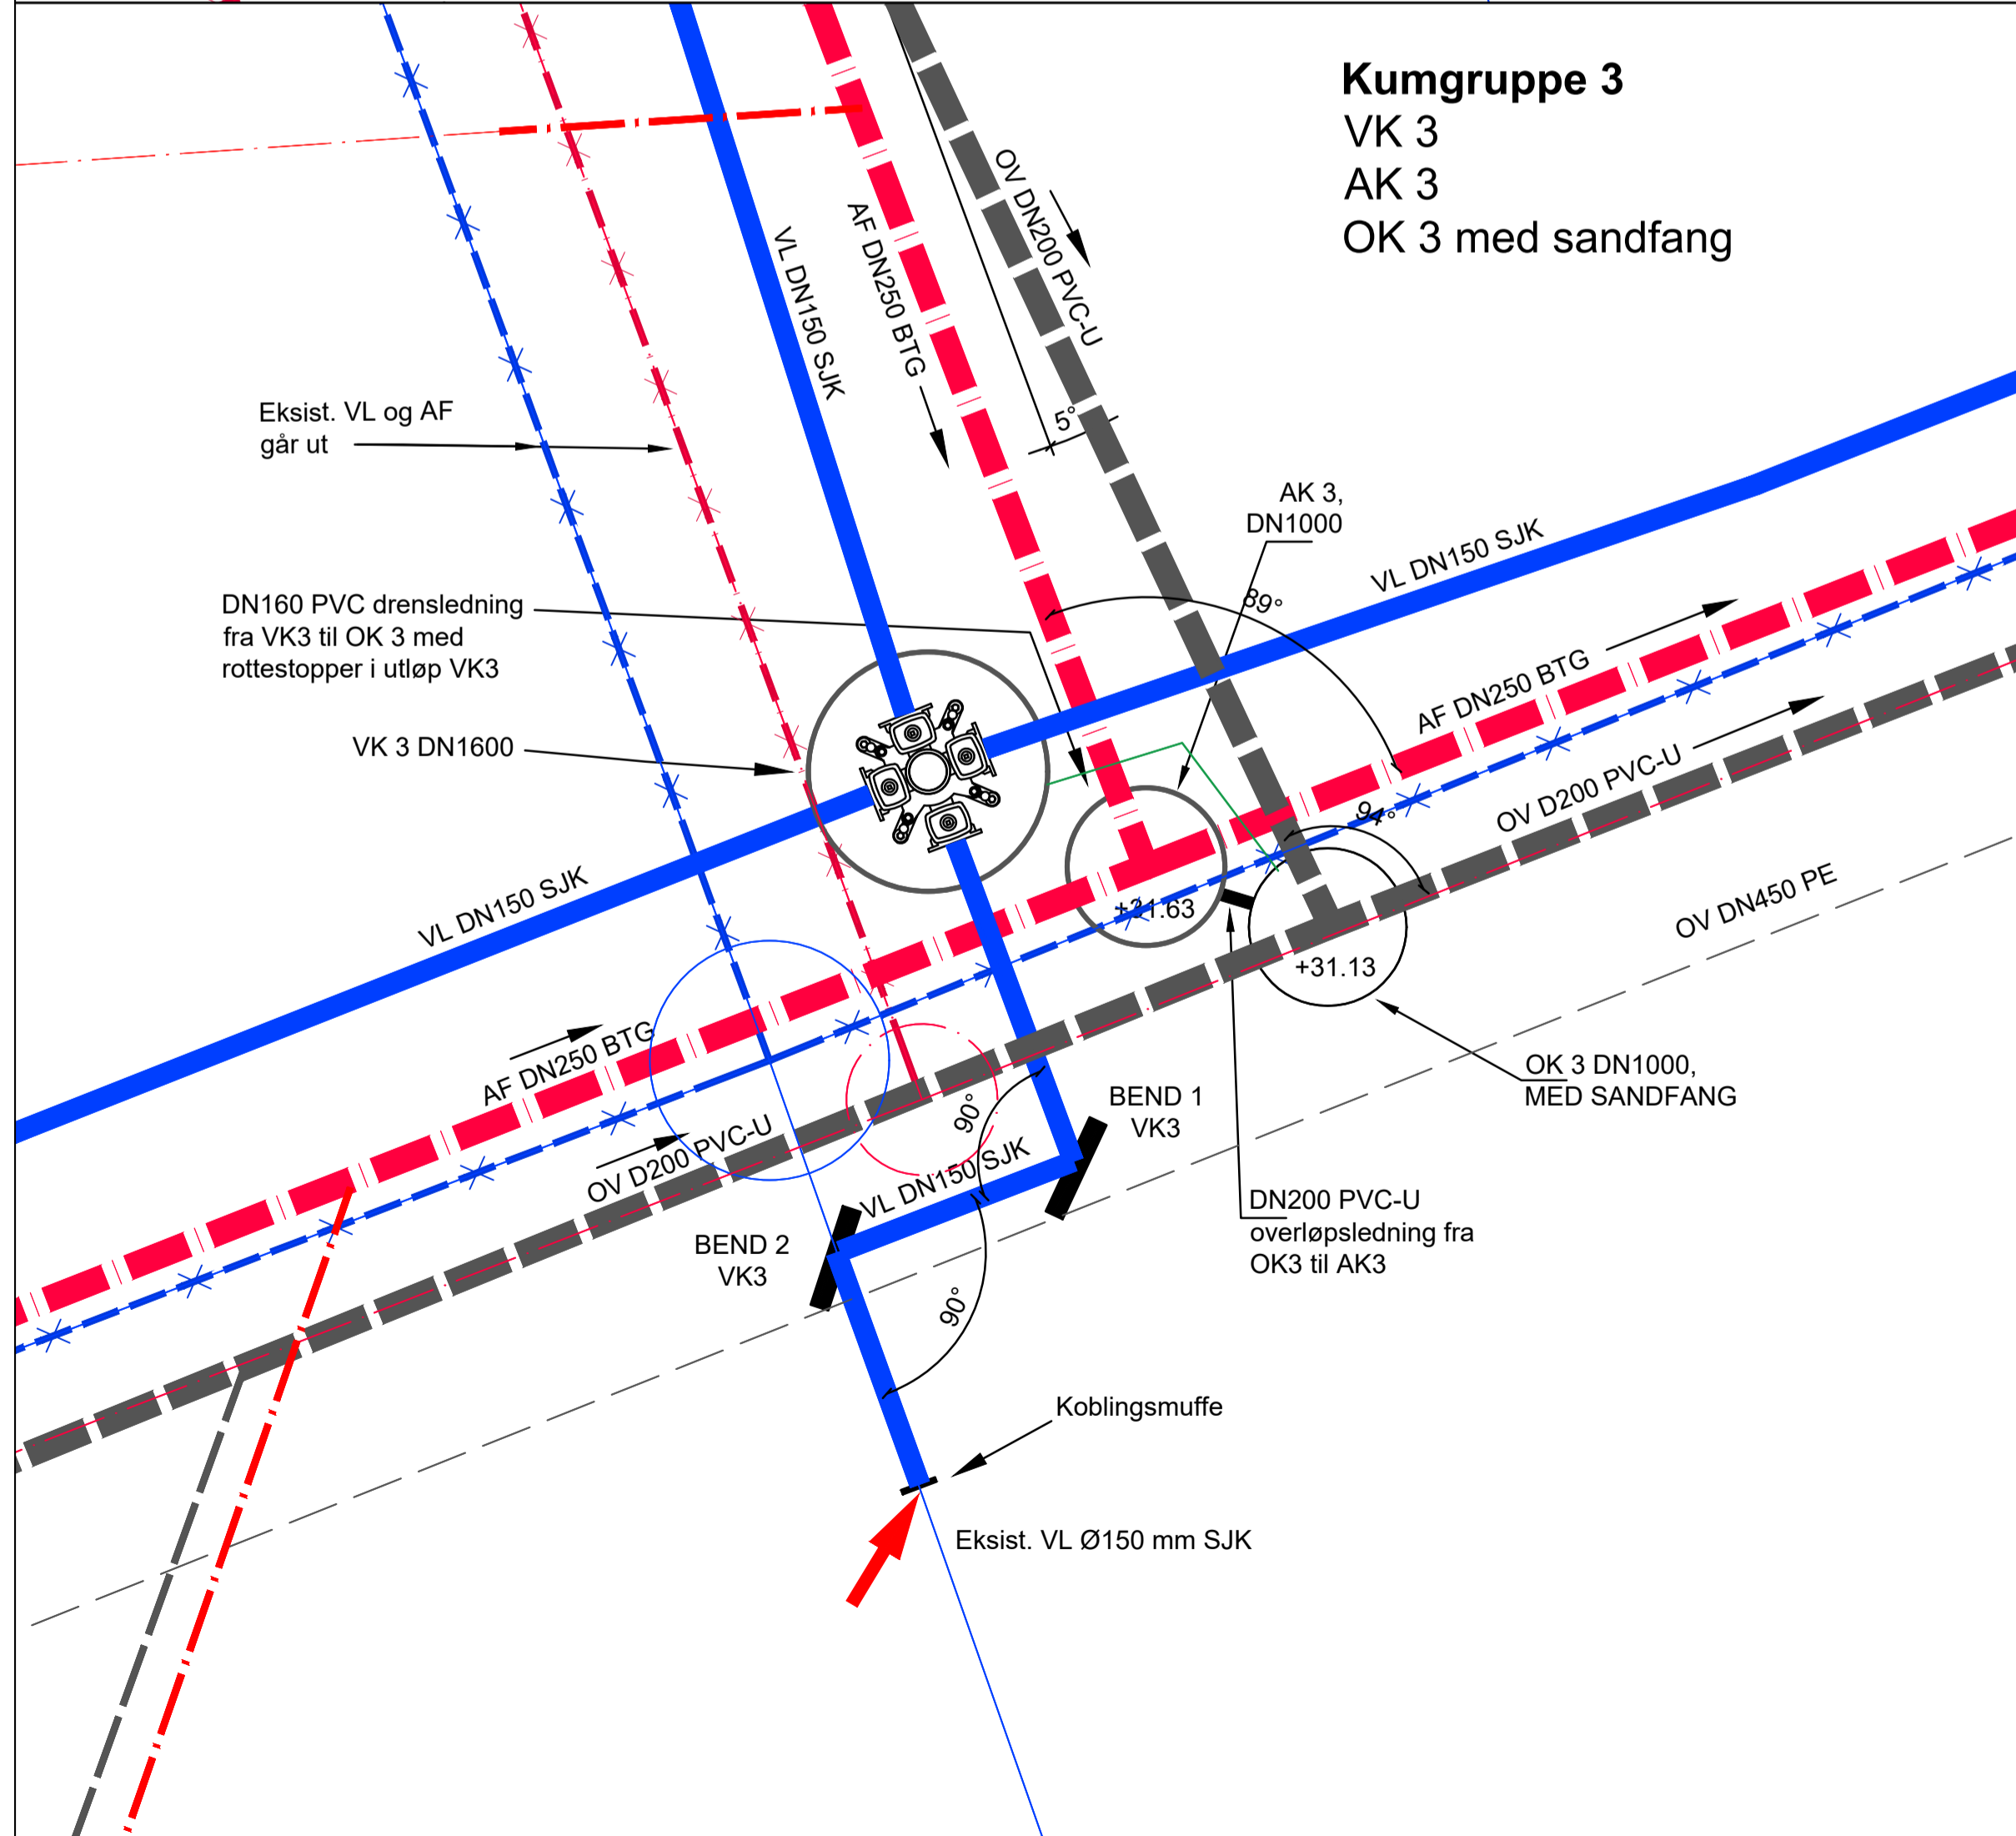 Kumgruppe 3
VK 3
AK 3
OK 3 med sandfang
OV DN200 PVC-U
AF DN250 BTG
VL DN150 SJK
Eksist. VL og AF
går ut
5°
AK 3,
DN1000
VL DN150 SJK
89°
DN160 PVC drensledning
fra VK3 til OK 3 med
rottestopper i utløp VK3
AF DN250 BTG
VK 3 DN1600
OV D200 PVC-U
94°
VL DN150 SJK
+31.63
OV DN450 PE
+31.13
AF DN250 BTG
OK 3 DN1000,
MED SANDFANG
BEND 1
VK3
90°
OV D200 PVC-U
VL DN150 SJK
DN200 PVC-U
overløpsledning fra
OK3 til AK3
BEND 2
VK3
90°
Koblingsmuffe
Eksist. VL Ø150 mm SJK